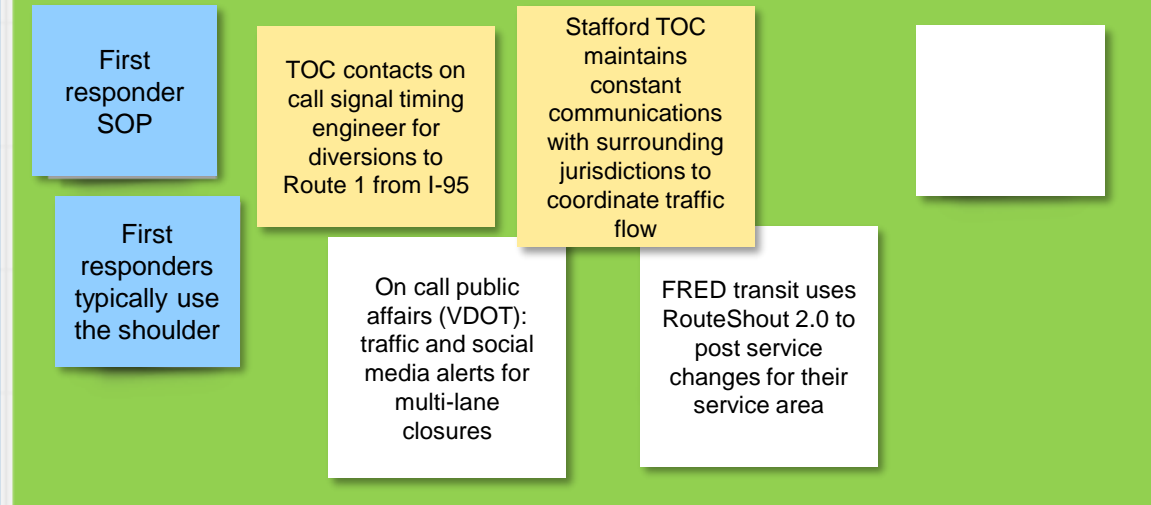 First
responder
SOP
TOC contacts on
call signal timing
engineer for
diversions to
Route 1 from I-95
Stafford TOC
maintains
constant
communications
with surrounding
jurisdictions to
coordinate traffic
flow
First
responders
typically use
the shoulder
On call public
affairs (VDOT):
traffic and social
media alerts for
multi-lane
closures
FRED transit uses
RouteShout 2.0 to
post service
changes for their
service area